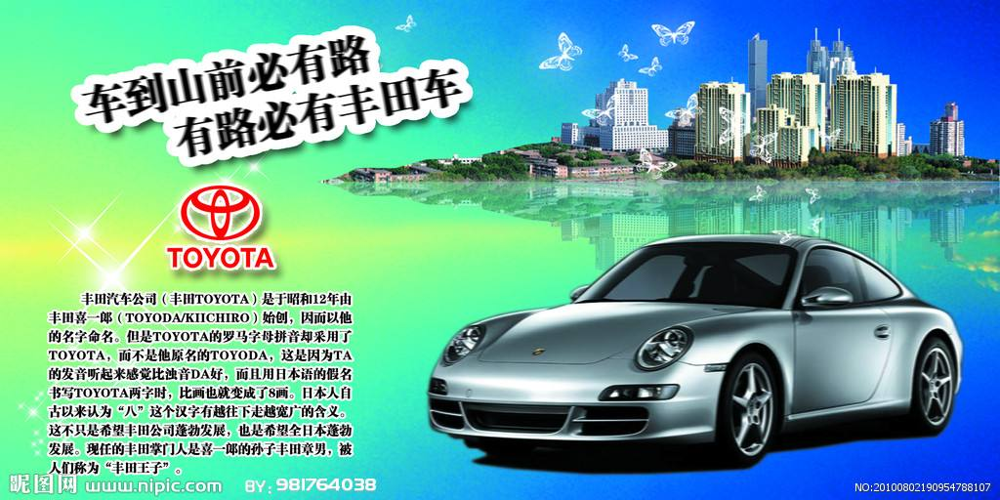 车到山前必有路
有路必有丰田车
TOYOTA
丰田汽车公司（丰田TOYOTA）是于昭和12年由
丰田喜一郎（TOYODA/KIICHIRO）始创，因而以他
的名字命名。但是TOYOTA的罗马字母拼音却采用了
TOYOTA，而不是他原名的TOYODA，这是因为TA
的发音听起来感觉比浊音DA好，而且用日本语的假名
书写TOYOTA两字时，比画也就变成了8画。日本人自
古以来认为“八”这个汉字有越往下走越宽广的含义。
这不只是希望丰田公司蓬勃发展，也是希望全日本蓬勃
发展。现任的丰田掌门人是喜一郎的孙子丰田章男，被
人们称为“丰田王子”。
昵图网 www.nipic.com BY: 981764038
NO:20100802190954788107